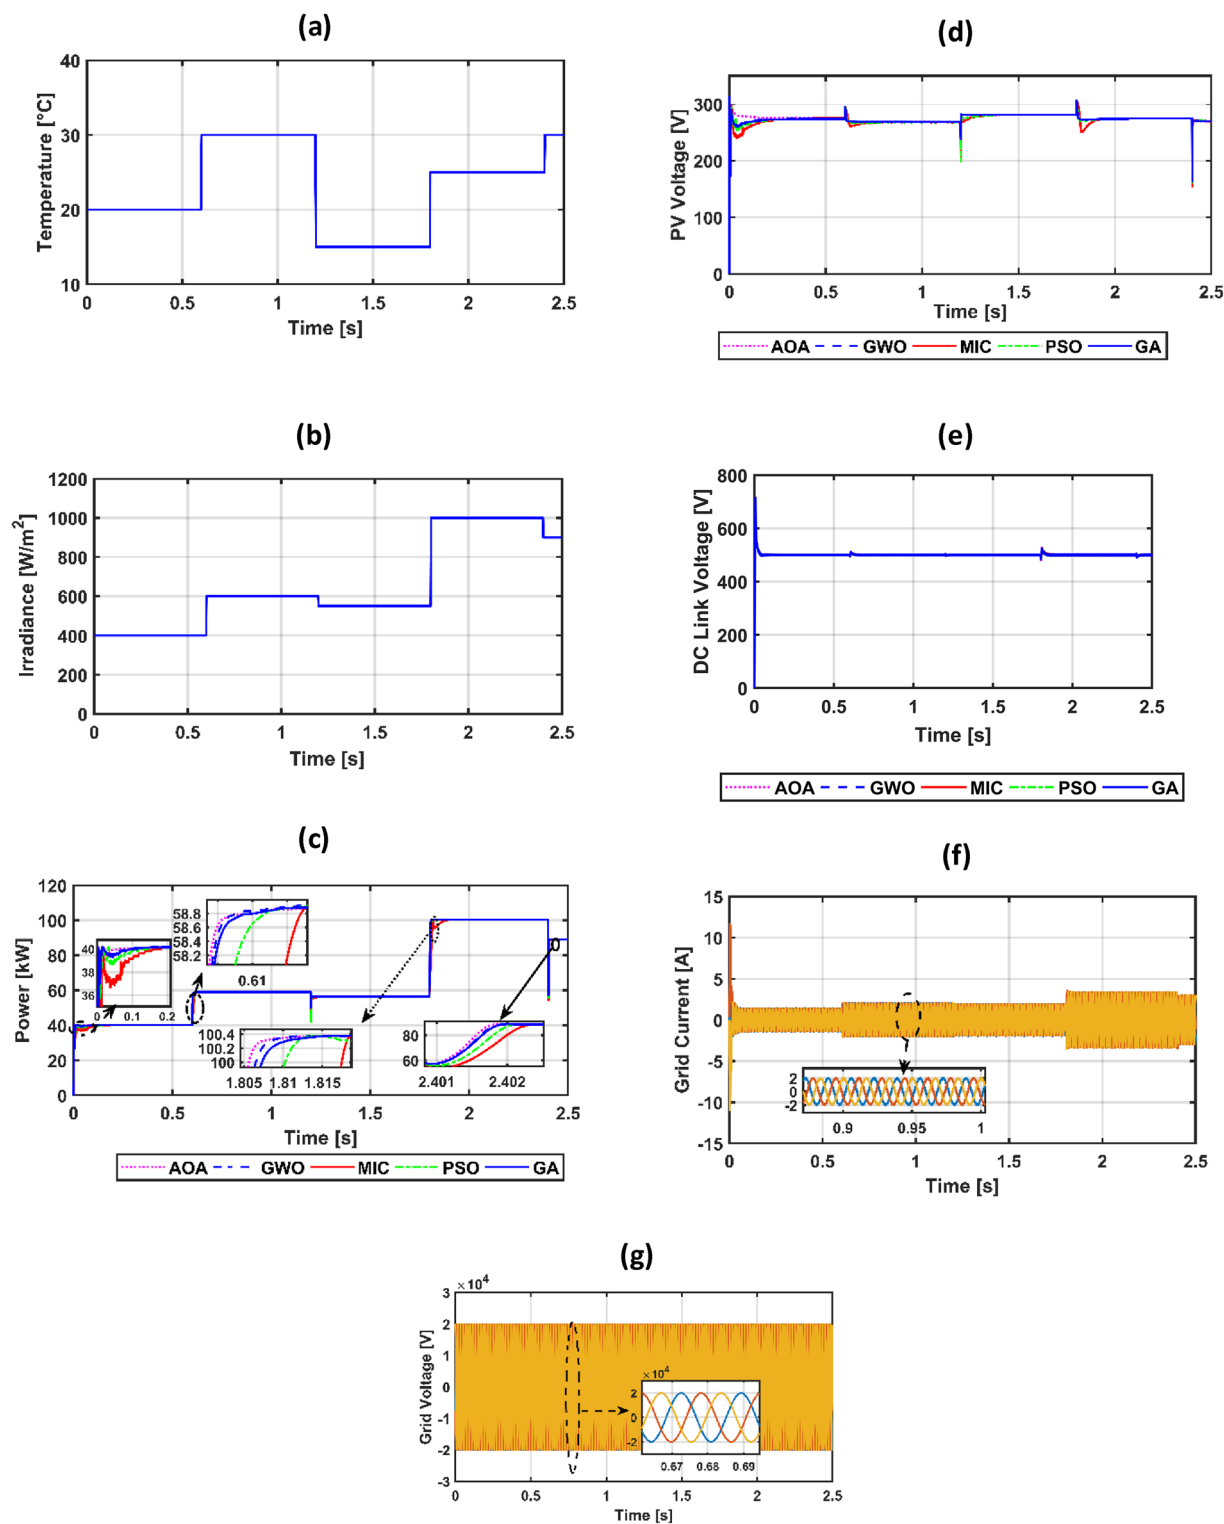 (a)
Temperature [°C]
40
30
20
10
0 0.5 1 1.5 2 2.5
Time [s]
(b)
Irradiance [W/m²]
1200
1000
800
600
400
200
0
0 0.5 1 1.5 2 2.5
Time [s]
(c)
Power [kW]
120
100
80
60
40
20
0
0 0.5 1 1.5 2 2.5
Time [s]
40
38
36
0 0.1 0.2
58.8
58.6
58.4
58.2
0.61
100.4
100.2
100
1.805 1.81 1.815
80
60
2.401 2.402
AOA GWO MIC PSO GA
(d)
PV Voltage [V]
300
200
100
0
0 0.5 1 1.5 2 2.5
Time [s]
AOA GWO MIC PSO GA
(e)
DC Link Voltage [V]
800
600
400
200
0
0 0.5 1 1.5 2 2.5
Time [s]
AOA GWO MIC PSO GA
(f)
Grid Current [A]
15
10
5
0
-5
-10
-15
0 0.5 1 1.5 2 2.5
Time [s]
2
0
-2
0.9 0.95 1
(g)
×10⁴
Grid Voltage [V]
3
2
1
0
-1
-2
-3
0 0.5 1 1.5 2 2.5
Time [s]
×10⁴
2
0
-2
0.67 0.68 0.69